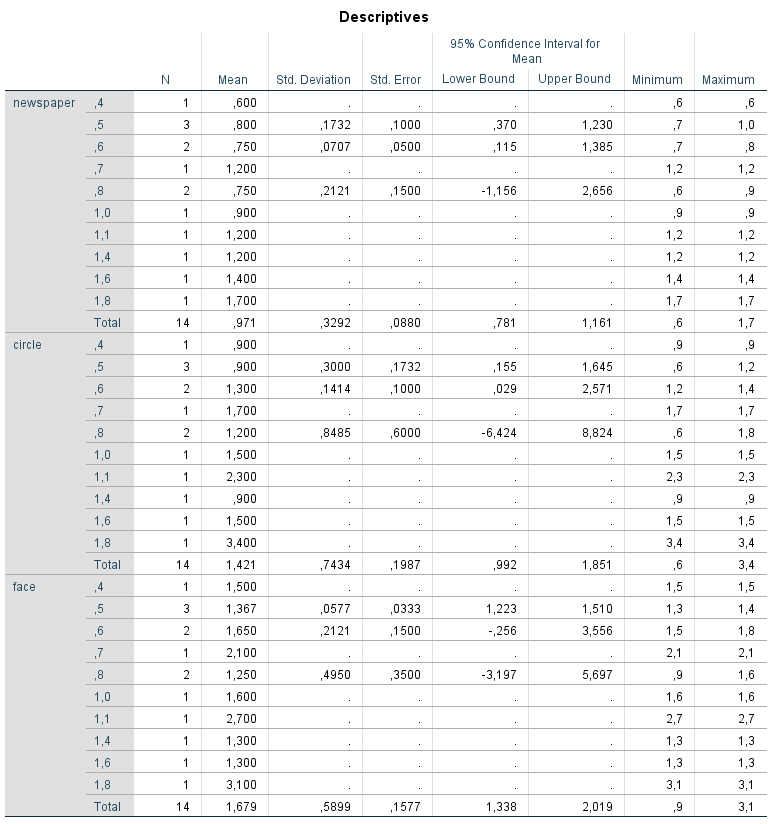 Descriptives
95% Confidence Interval for Mean
N Mean Std. Deviation Std. Error Lower Bound Upper Bound Minimum Maximum
newspaper ,4 1 ,600 . . . . ,6 ,6
,5 3 ,800 ,1732 ,1000 ,370 1,230 ,7 1,0
,6 2 ,750 ,0707 ,0500 ,115 1,385 ,7 ,8
,7 1 1,200 . . . . 1,2 1,2
,8 2 ,750 ,2121 ,1500 -1,156 2,656 ,6 ,9
1,0 1 ,900 . . . . ,9 ,9
1,1 1 1,200 . . . . 1,2 1,2
1,4 1 1,200 . . . . 1,2 1,2
1,6 1 1,400 . . . . 1,4 1,4
1,8 1 1,700 . . . . 1,7 1,7
Total 14 ,971 ,3292 ,0880 ,781 1,161 ,6 1,7
circle ,4 1 ,900 . . . . ,9 ,9
,5 3 ,900 ,3000 ,1732 ,155 1,645 ,6 1,2
,6 2 1,300 ,1414 ,1000 ,029 2,571 1,2 1,4
,7 1 1,700 . . . . 1,7 1,7
,8 2 1,200 ,8485 ,6000 -6,424 8,824 ,6 1,8
1,0 1 1,500 . . . . 1,5 1,5
1,1 1 2,300 . . . . 2,3 2,3
1,4 1 ,900 . . . . ,9 ,9
1,6 1 1,500 . . . . 1,5 1,5
1,8 1 3,400 . . . . 3,4 3,4
Total 14 1,421 ,7434 ,1987 ,992 1,851 ,6 3,4
face ,4 1 1,500 . . . . 1,5 1,5
,5 3 1,367 ,0577 ,0333 1,223 1,510 1,3 1,4
,6 2 1,650 ,2121 ,1500 -,256 3,556 1,5 1,8
,7 1 2,100 . . . . 2,1 2,1
,8 2 1,250 ,4950 ,3500 -3,197 5,697 ,9 1,6
1,0 1 1,600 . . . . 1,6 1,6
1,1 1 2,700 . . . . 2,7 2,7
1,4 1 1,300 . . . . 1,3 1,3
1,6 1 1,300 . . . . 1,3 1,3
1,8 1 3,100 . . . . 3,1 3,1
Total 14 1,679 ,5899 ,1577 1,338 2,019 ,9 3,1